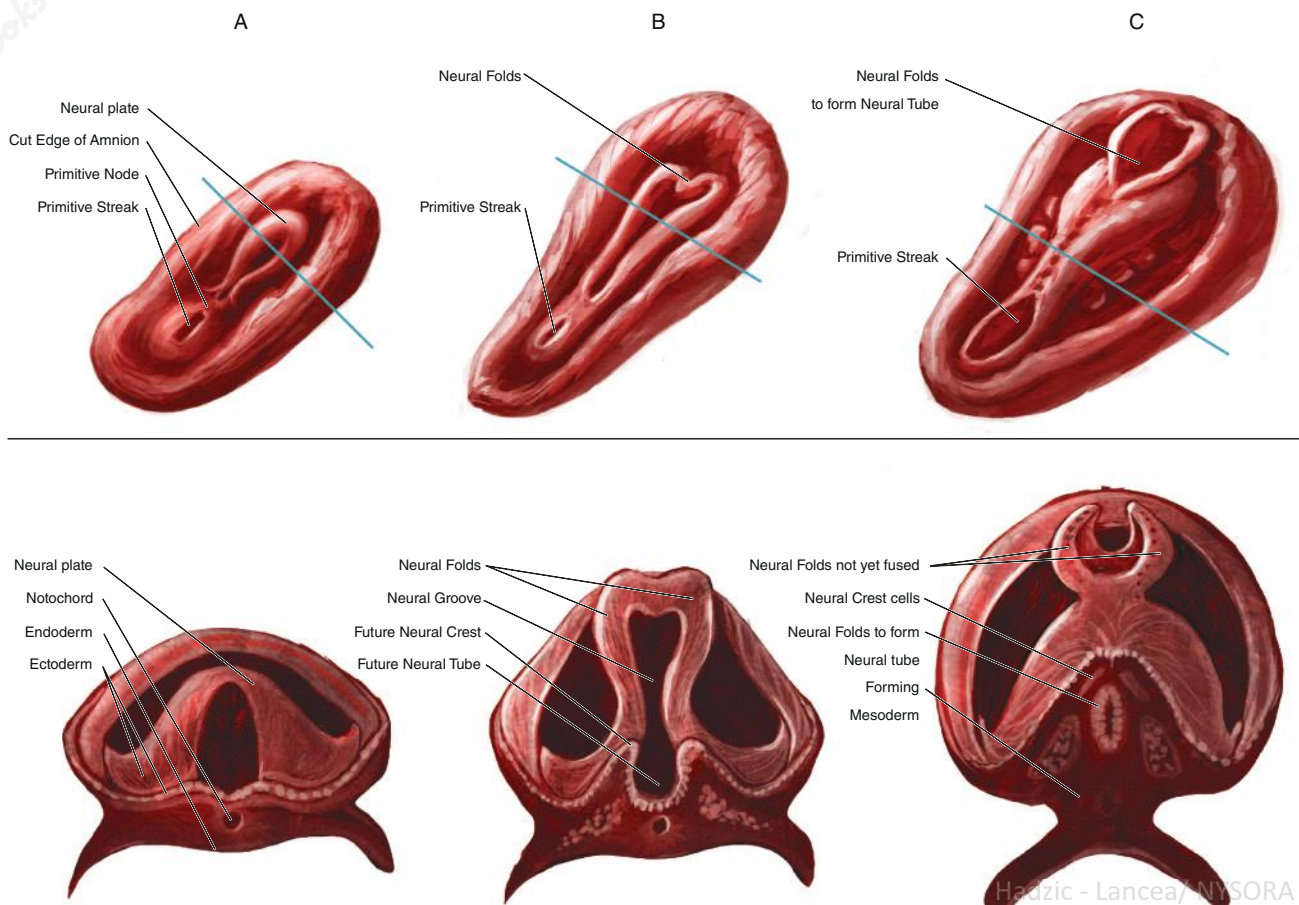 A
B
C
Neural plate
Cut Edge of Amnion
Primitive Node
Primitive Streak
Neural Folds
Primitive Streak
Neural Folds
to form Neural Tube
Primitive Streak
Neural plate
Notochord
Endoderm
Ectoderm
Neural Folds
Neural Groove
Future Neural Crest
Future Neural Tube
Neural Folds not yet fused
Neural Crest cells
Neural Folds to form
Neural tube
Forming
Mesoderm
Hadzic - Lancea/ NYSORA